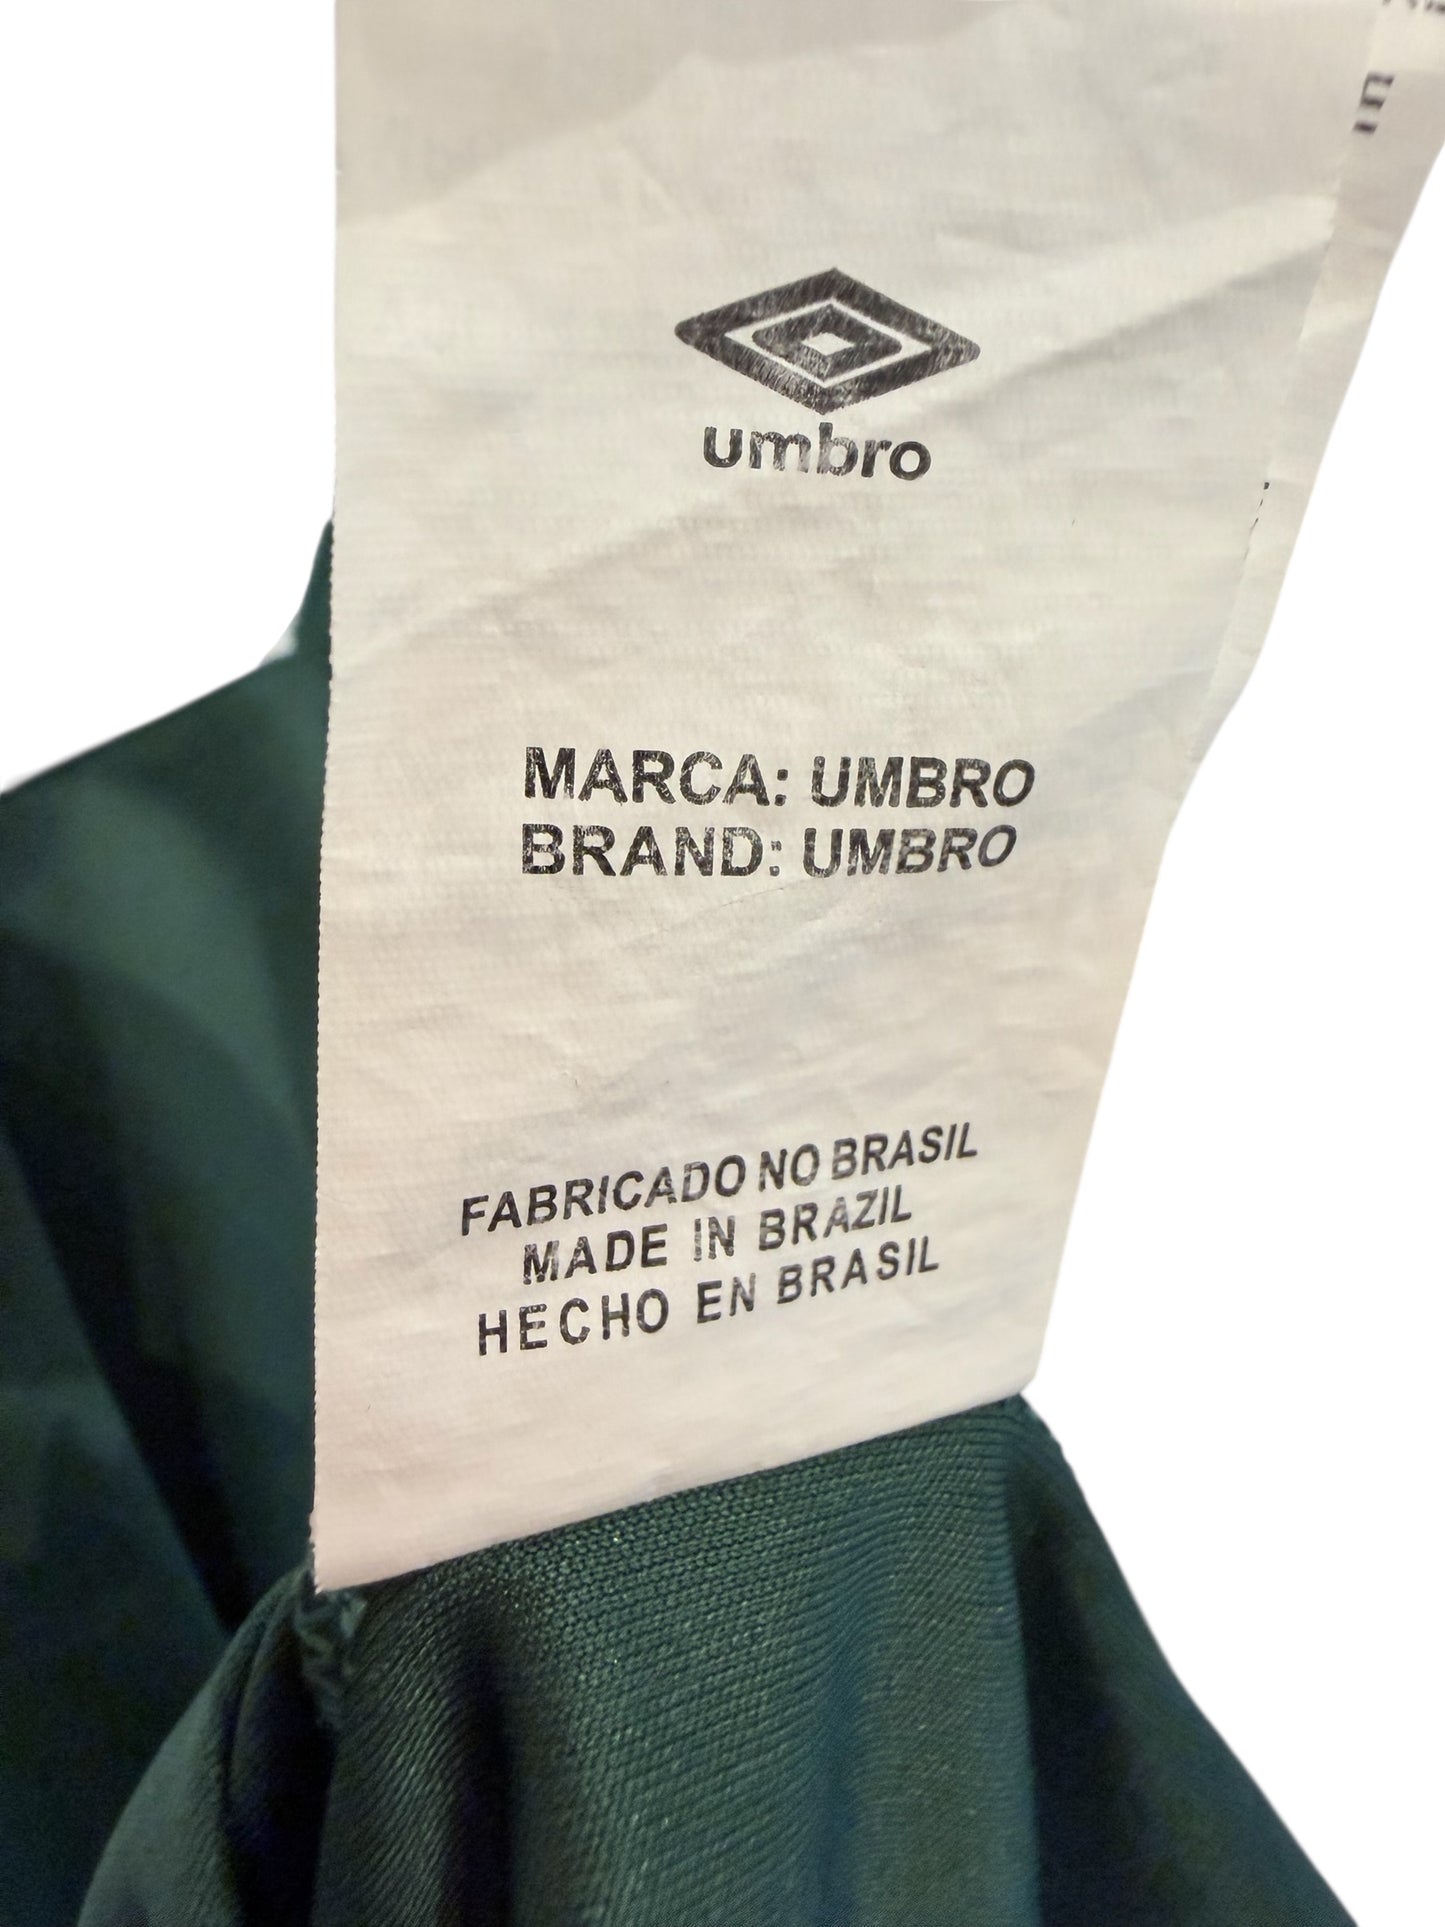 umbro
MARCA: UMBRO
BRAND: UMBRO
FABRICADO NO BRASIL
MADE IN BRAZIL
HECHO EN BRASIL